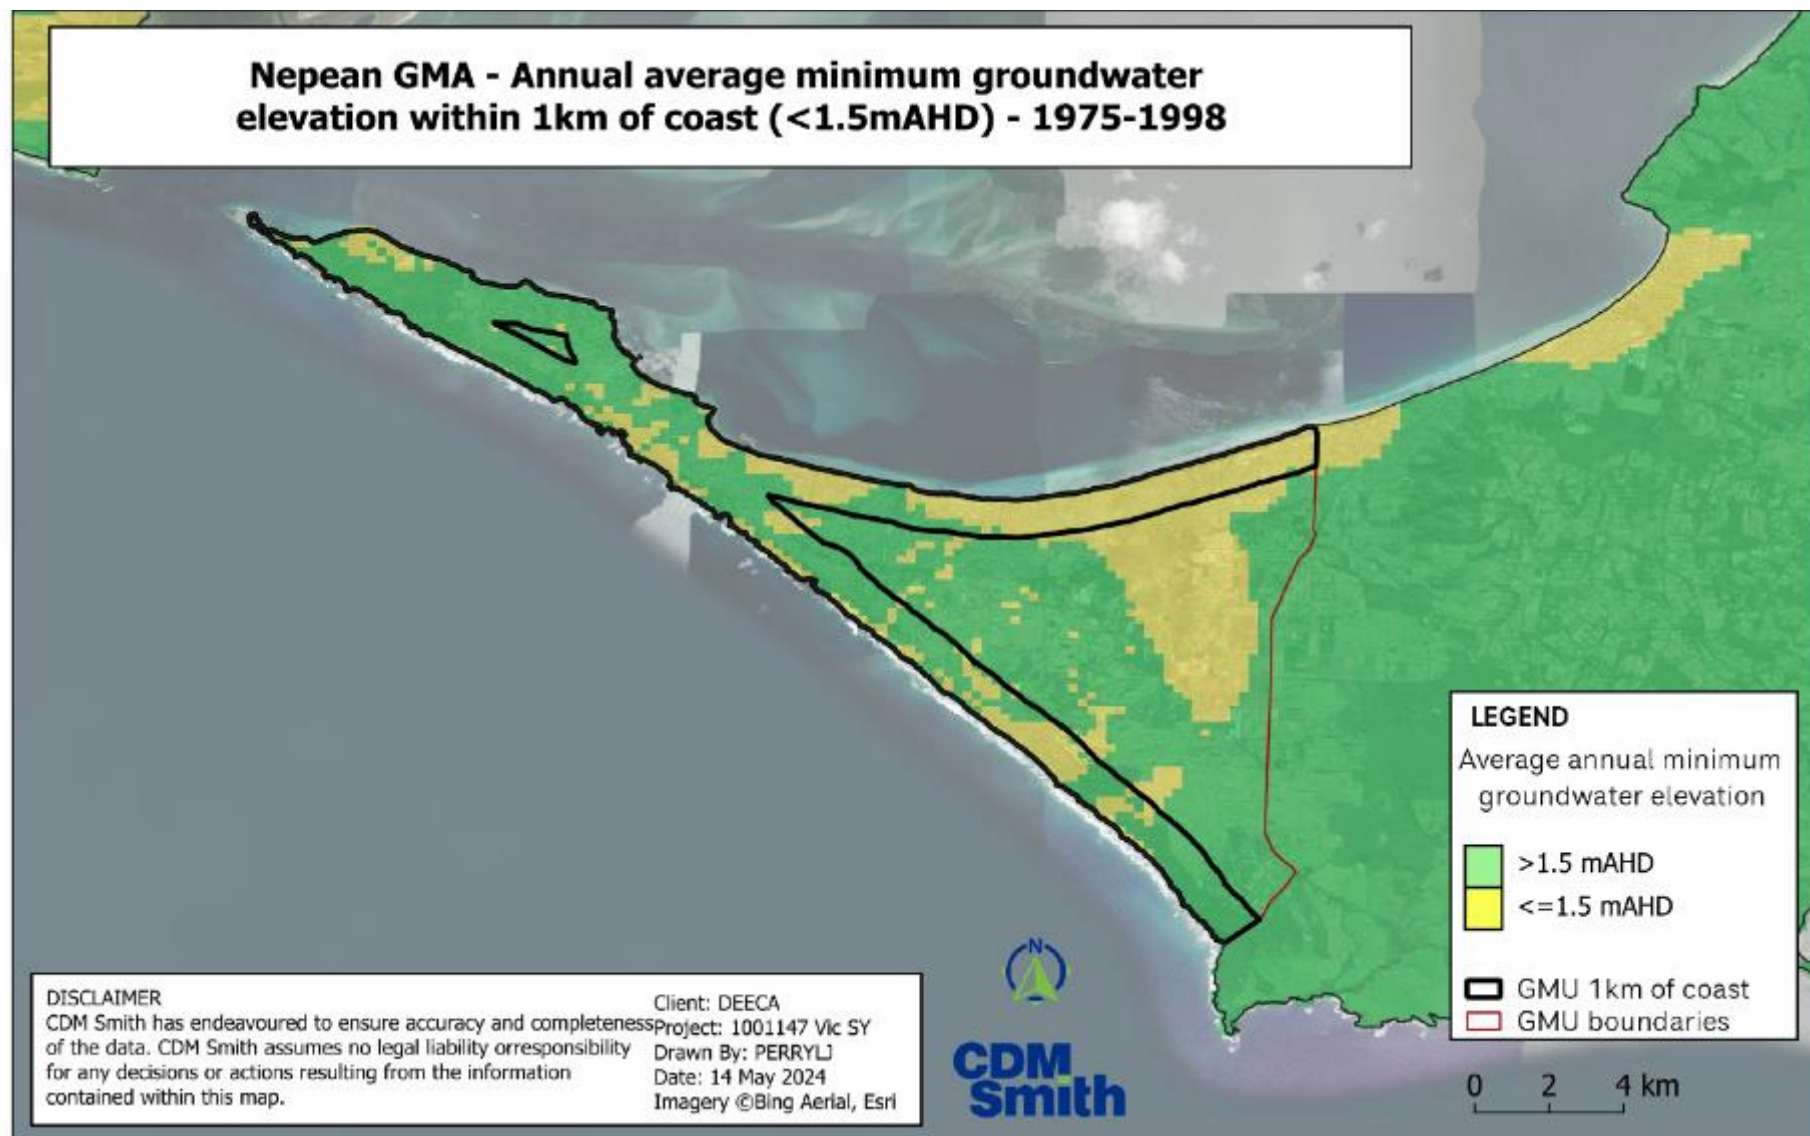 Nepean GMA - Annual average minimum groundwater
elevation within 1km of coast (<1.5mAHD) - 1975-1998
LEGEND
Average annual minimum
groundwater elevation
>1.5 mAHD
<=1.5 mAHD
GMU 1km of coast
GMU boundaries
0 2 4 km
N
CDM
Smith
DISCLAIMER
CDM Smith has endeavoured to ensure accuracy and completeness
of the data. CDM Smith assumes no legal liability orresponsibility
for any decisions or actions resulting from the information
contained within this map.
Client: DEECA
Project: 1001147 Vic SY
Drawn By: PERRYLJ
Date: 14 May 2024
Imagery ©Bing Aerial, Esri